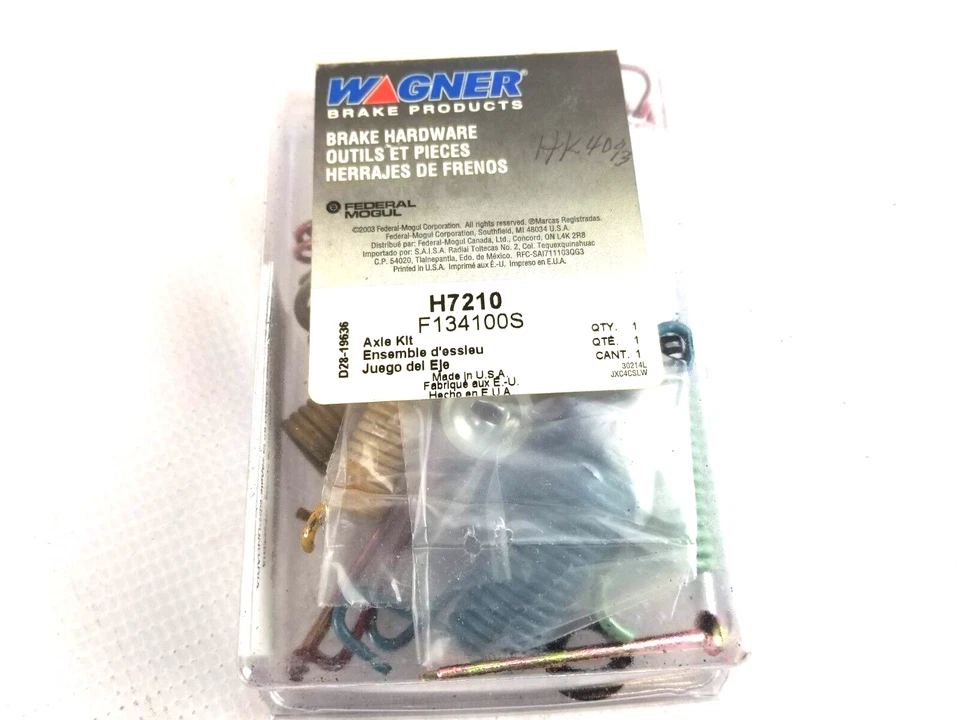 WAGNER®
BRAKE PRODUCTS
BRAKE HARDWARE
OUTILS ET PIECES
HERRAJES DE FRENOS
HK40
FEDERAL
MOGUL
©2003 Federal-Mogul Corporation. All rights reserved. ®Marcas Registradas.
Federal-Mogul Corporation, Southfield, MI 48034 U.S.A.
Distribué par: Federal-Mogul Canada, Ltd., Concord, ON L4K 2R8
Importado por: S.A.I.S.A. Radial Toltecas No. 2, Col. Tequexquinahuac
C.P. 54020, Tlalnepantla, Edo. de México. RFC-SAI711103QG3
Printed in U.S.A. Imprimé aux É.-U. Impreso en E.U.A.
H7210
F134100S
D28-19636
Axle Kit
Ensemble d'essieu
Juego del Eje
QTY. 1
QTÉ. 1
CANT. 1
Made in U.S.A.
Fabriqué aux É.-U.
Hecho en E.U.A.
30214L
JXC4CSLW